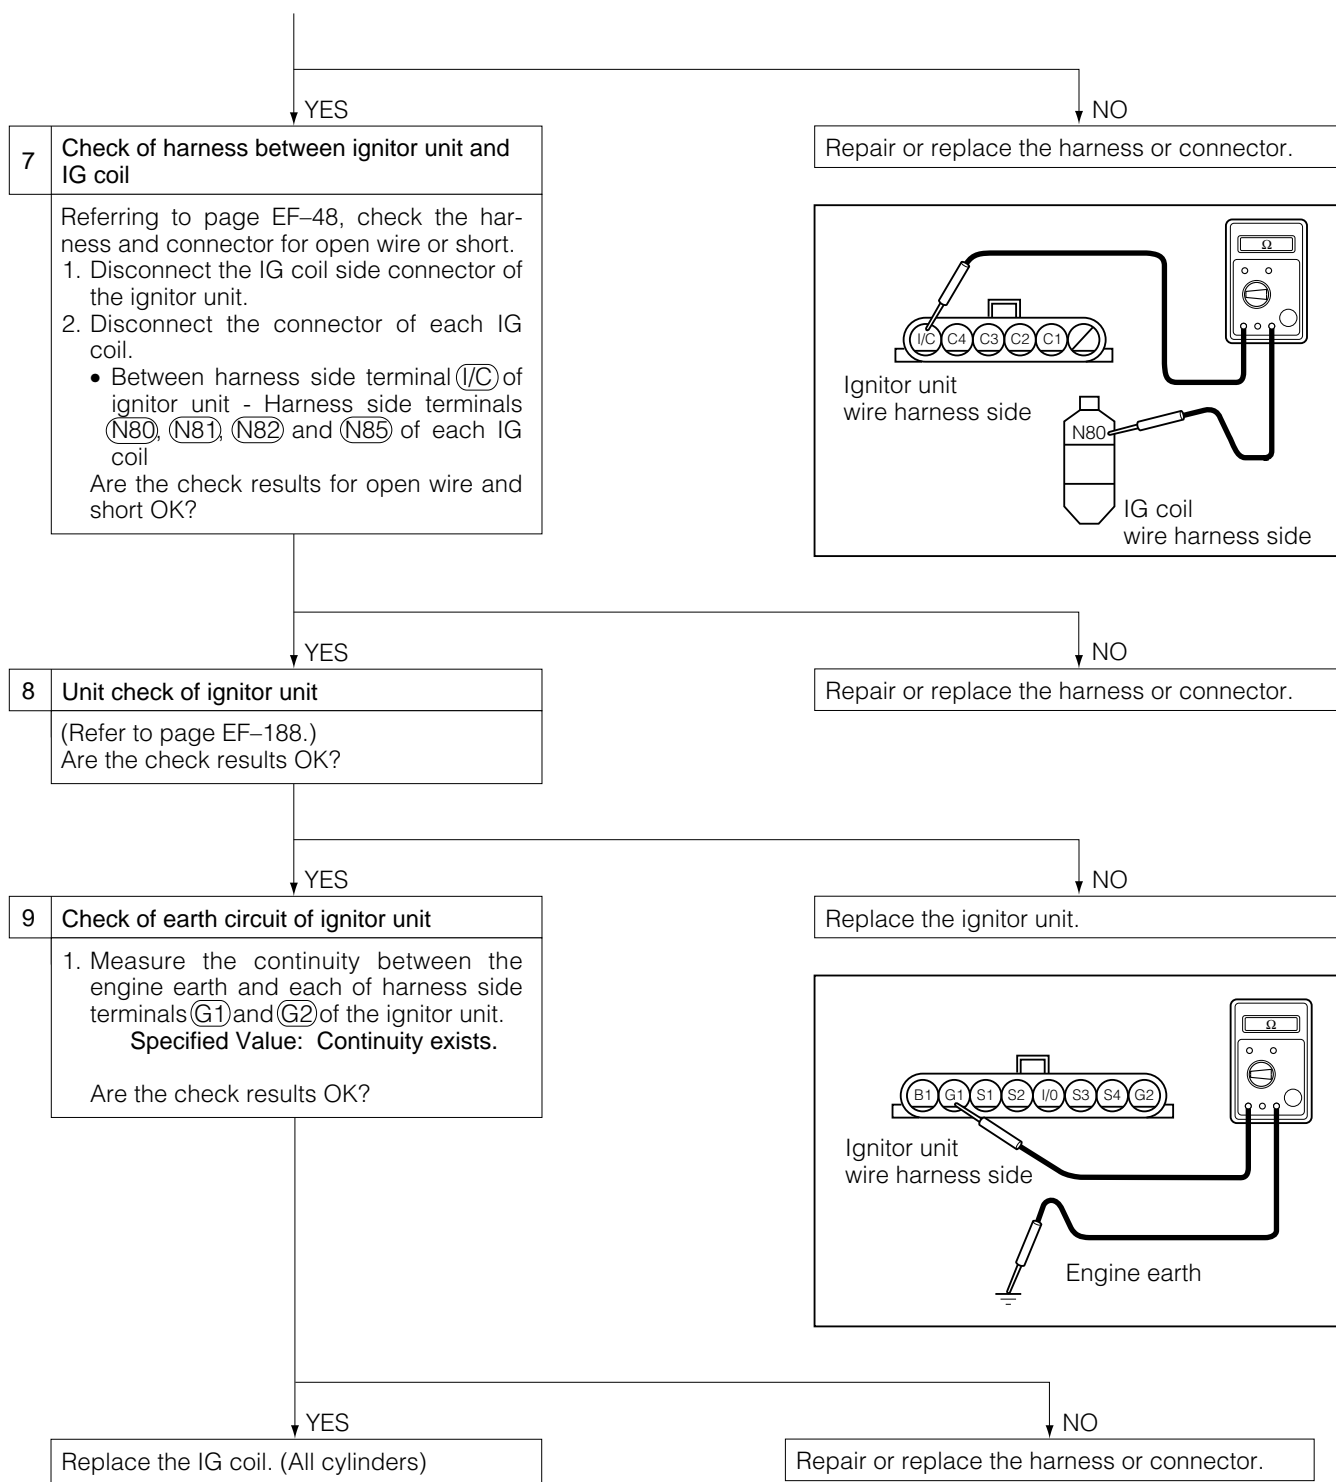 YES
NO
7
Check of harness between ignitor unit and
IG coil
Repair or replace the harness or connector.
Referring to page EF–48, check the har-
ness and connector for open wire or short.
1. Disconnect the IG coil side connector of
the ignitor unit.
2. Disconnect the connector of each IG
coil.
• Between harness side terminal I/C of
ignitor unit - Harness side terminals
N80, N81, N82 and N85 of each IG
coil
Are the check results for open wire and
short OK?
Ω
I/C C4 C3 C2 C1
Ignitor unit
wire harness side
N80
IG coil
wire harness side
YES
NO
8
Unit check of ignitor unit
Repair or replace the harness or connector.
(Refer to page EF–188.)
Are the check results OK?
YES
NO
9
Check of earth circuit of ignitor unit
Replace the ignitor unit.
1. Measure the continuity between the
engine earth and each of harness side
terminals G1 and G2 of the ignitor unit.
Specified Value: Continuity exists.
Are the check results OK?
Ω
B1 G1 S1 S2 I/0 S3 S4 G2
Ignitor unit
wire harness side
Engine earth
YES
NO
Replace the IG coil. (All cylinders)
Repair or replace the harness or connector.